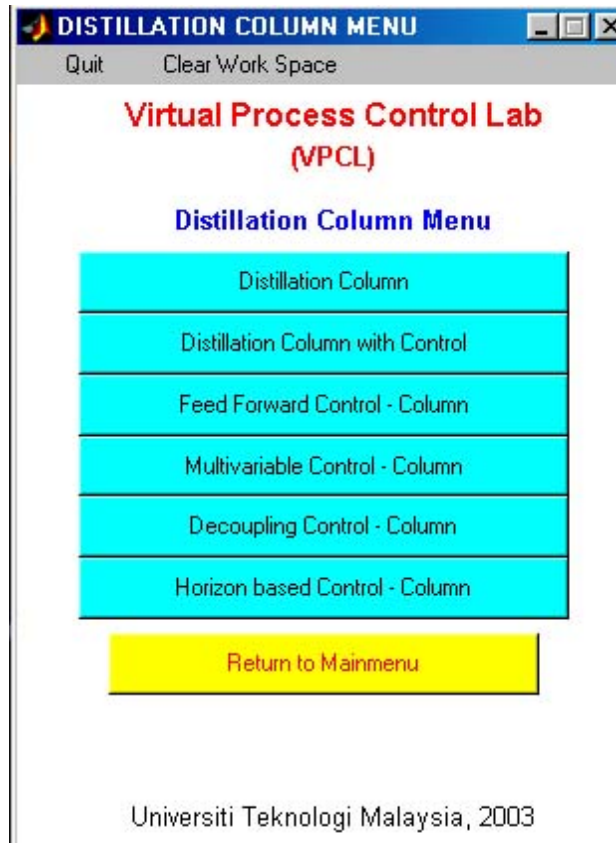 DISTILLATION COLUMN MENU
Quit Clear Work Space
Virtual Process Control Lab
(VPCL)
Distillation Column Menu
Distillation Column
Distillation Column with Control
Feed Forward Control - Column
Multivariable Control - Column
Decoupling Control - Column
Horizon based Control - Column
Return to Mainmenu
Universiti Teknologi Malaysia, 2003